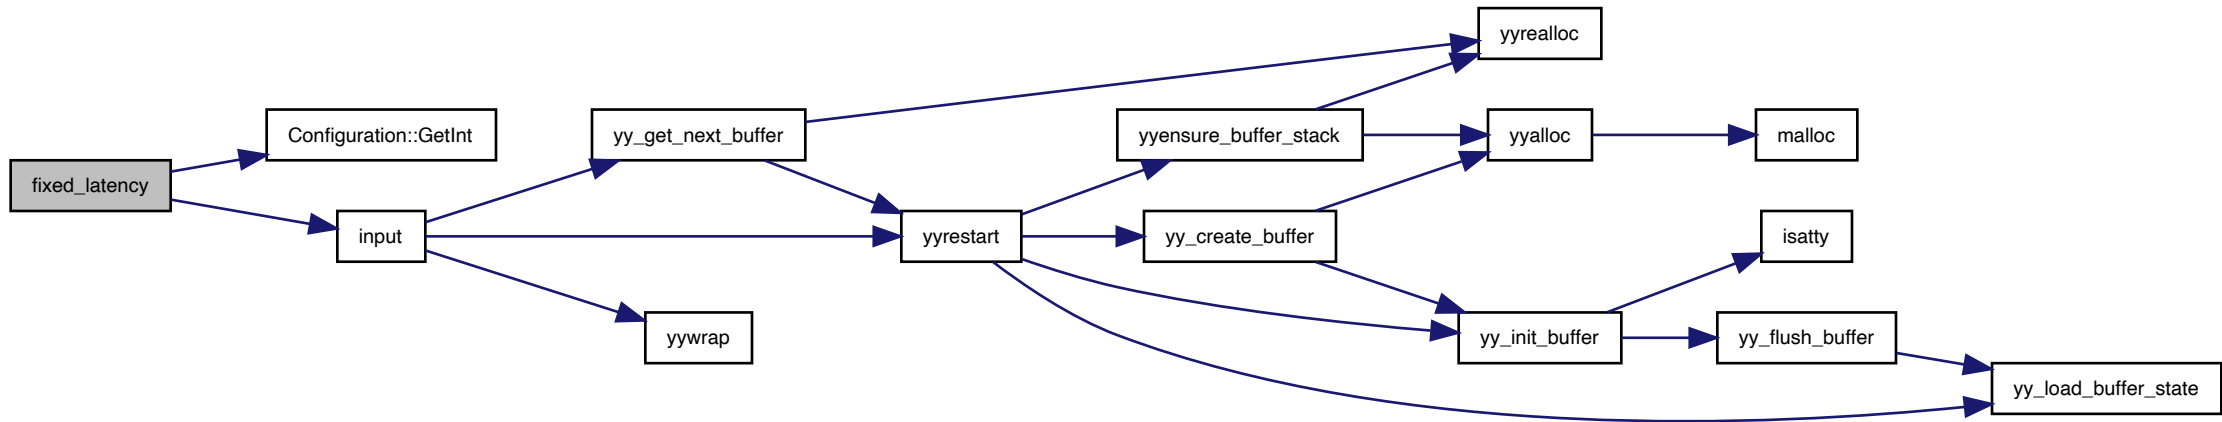 yyrealloc
Configuration::GetInt
yy_get_next_buffer
yyensure_buffer_stack
yyalloc
malloc
fixed_latency
input
yyrestart
yy_create_buffer
isatty
yywrap
yy_init_buffer
yy_flush_buffer
yy_load_buffer_state